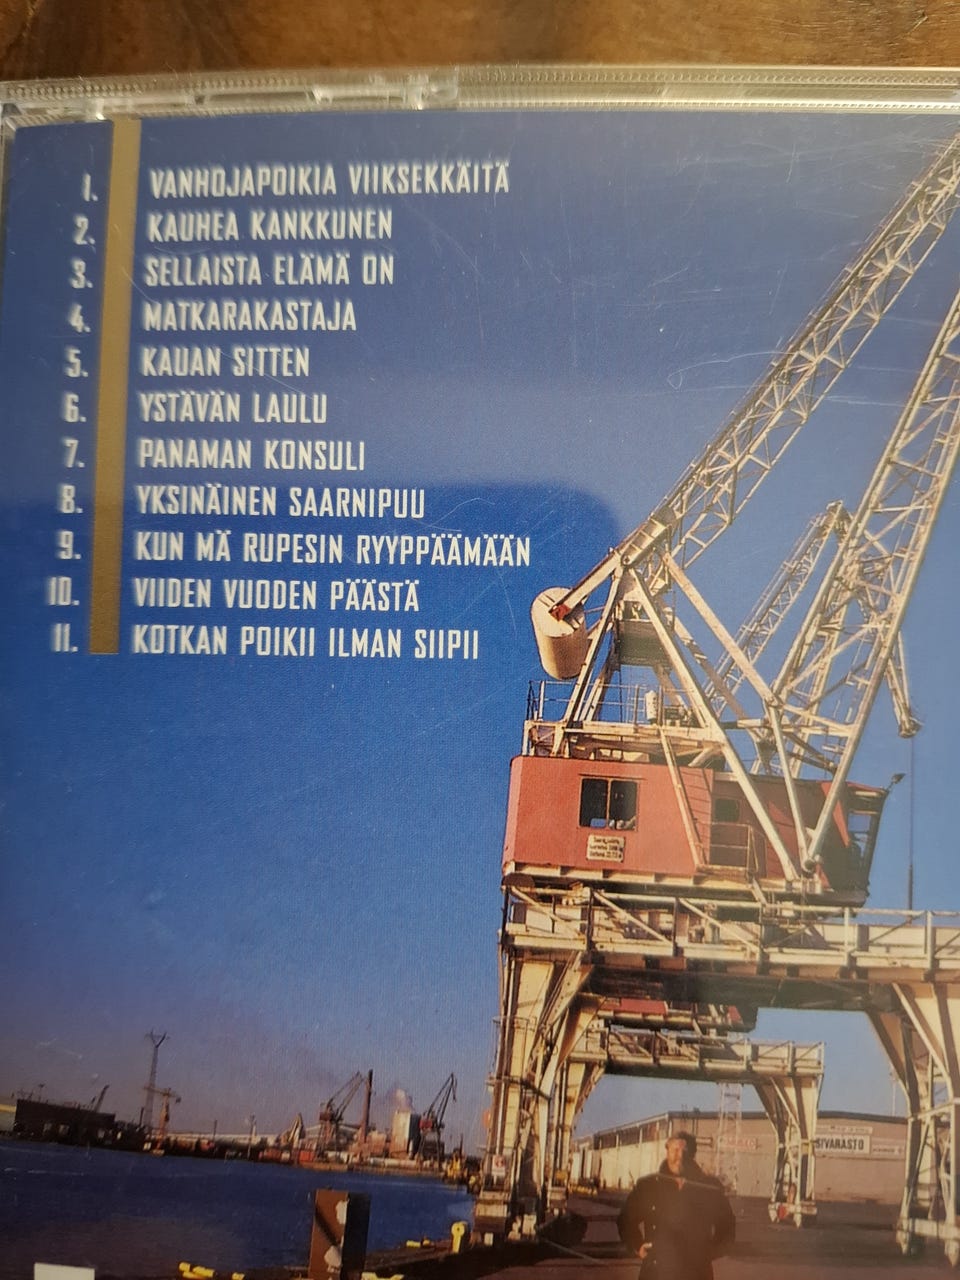 1. VANHOJAPOIKIA VIIKSEKKÄITÄ
2. KAUHEA KANKKUNEN
3. SELLAISTA ELÄMÄ ON
4. MATKARAKASTAJA
5. KAUAN SITTEN
6. YSTÄVÄN LAULU
7. PANAMAN KONSULI
8. YKSINÄINEN SAARNIPUU
9. KUN MÄ RUPESIN RYYPPÄÄMÄÄN
10. VIIDEN VUODEN PÄÄSTÄ
11. KOTKAN POIKII ILMAN SIIPII
SIVARASTO